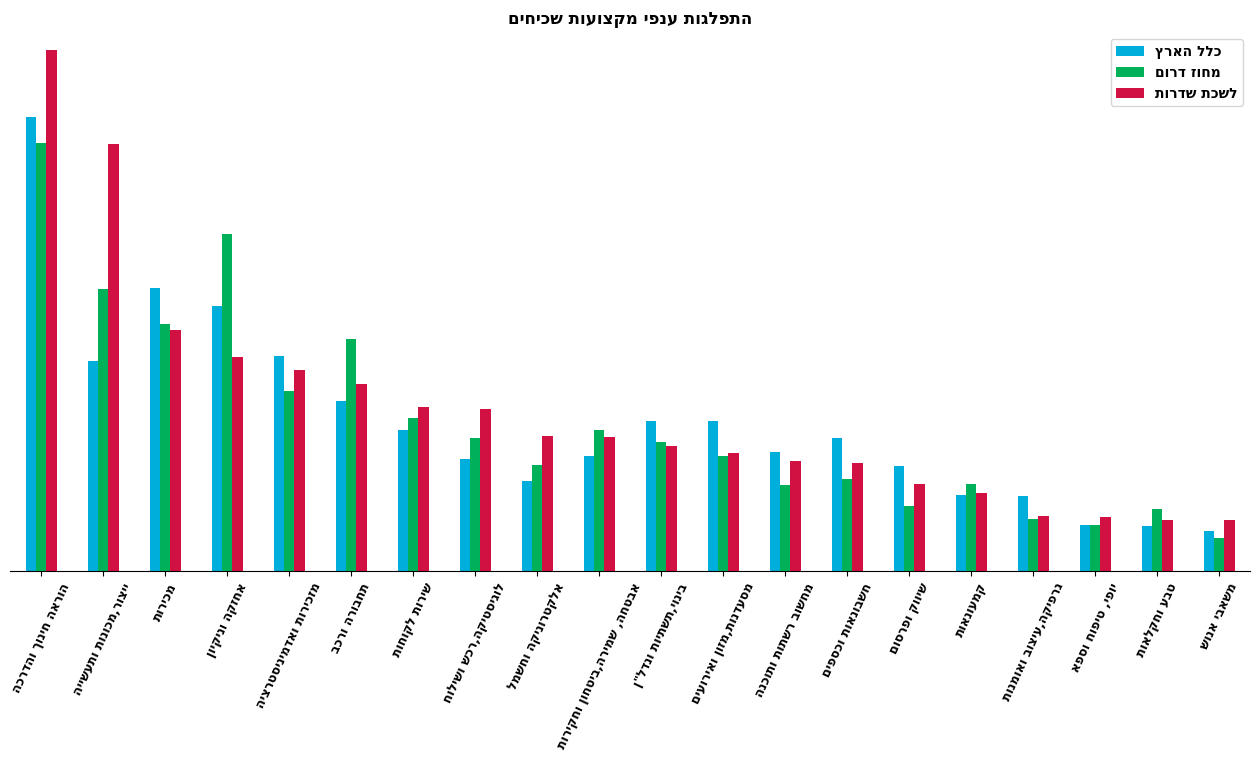 התפלגות ענפי מקצועות שכיחים
כלל הארץ
מחוז דרום
לשכת שדרות
הוראה חינוך והדרכה
ייצור,מכונות ותעשייה
מכירות
אחזקה וניקיון
מזכירות ואדמיניסטרציה
תחבורה ורכב
שירות לקוחות
לוגיסטיקה,רכש ושילוח
אלקטרוניקה וחשמל
אבטחה, שמירה,ביטחון וחקירות
בינוי,תשתיות ונדל"ן
מסעדנות,מזון ואירועים
מחשוב רשתות ותוכנה
חשבונאות וכספים
שיווק ופרסום
קמעונאות
גרפיקה,עיצוב ואומנות
יופי, טיפוח וספא
טבע וחקלאות
משאבי אנוש